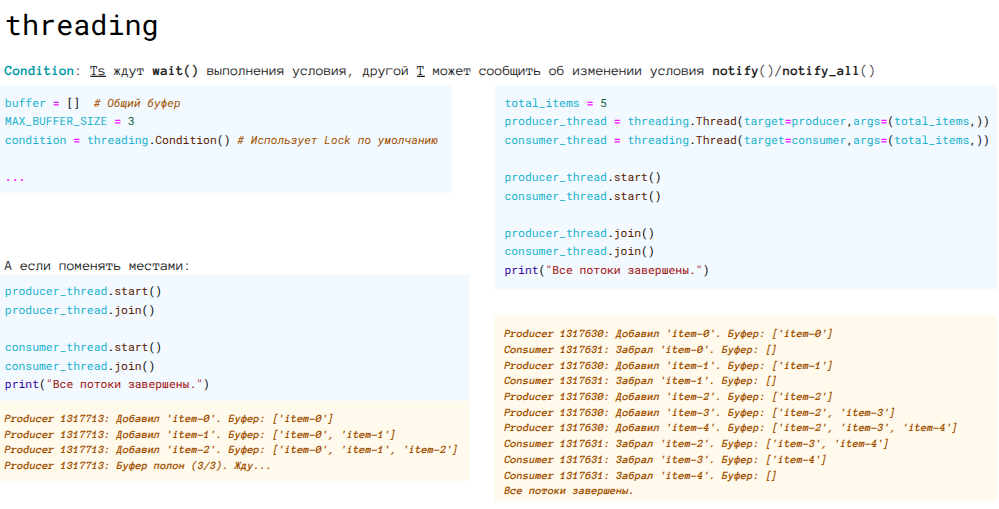 threading
Condition: Ts ждут wait() выполнения условия, другой T может сообщить об изменении условия notify()/notify_all()
buffer = []  # Общий буфер
MAX_BUFFER_SIZE = 3
condition = threading.Condition() # Использует Lock по умолчанию
...
А если поменять местами:
producer_thread.start()
producer_thread.join()
consumer_thread.start()
consumer_thread.join()
print("Все потоки завершены.")
Producer 1317713: Добавил 'item-0'. Буфер: ['item-0']
Producer 1317713: Добавил 'item-1'. Буфер: ['item-0', 'item-1']
Producer 1317713: Добавил 'item-2'. Буфер: ['item-0', 'item-1', 'item-2']
Producer 1317713: Буфер полон (3/3). Жду...
total_items = 5
producer_thread = threading.Thread(target=producer,args=(total_items,))
consumer_thread = threading.Thread(target=consumer,args=(total_items,))
producer_thread.start()
consumer_thread.start()
producer_thread.join()
consumer_thread.join()
print("Все потоки завершены.")
Producer 1317630: Добавил 'item-0'. Буфер: ['item-0']
Consumer 1317631: Забрал 'item-0'. Буфер: []
Producer 1317630: Добавил 'item-1'. Буфер: ['item-1']
Consumer 1317631: Забрал 'item-1'. Буфер: []
Producer 1317630: Добавил 'item-2'. Буфер: ['item-2']
Producer 1317630: Добавил 'item-3'. Буфер: ['item-2', 'item-3']
Producer 1317630: Добавил 'item-4'. Буфер: ['item-2', 'item-3', 'item-4']
Consumer 1317631: Забрал 'item-2'. Буфер: ['item-3', 'item-4']
Consumer 1317631: Забрал 'item-3'. Буфер: ['item-4']
Consumer 1317631: Забрал 'item-4'. Буфер: []
Все потоки завершены.